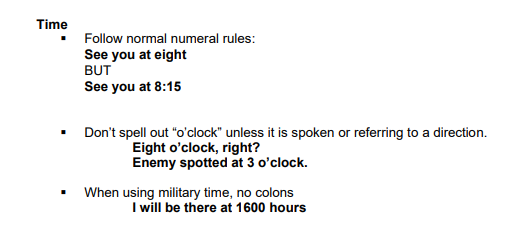 Time
▪ Follow normal numeral rules:
See you at eight
BUT
See you at 8:15
▪ Don't spell out “o'clock” unless it is spoken or referring to a direction.
Eight o'clock, right?
Enemy spotted at 3 o'clock.
▪ When using military time, no colons
I will be there at 1600 hours